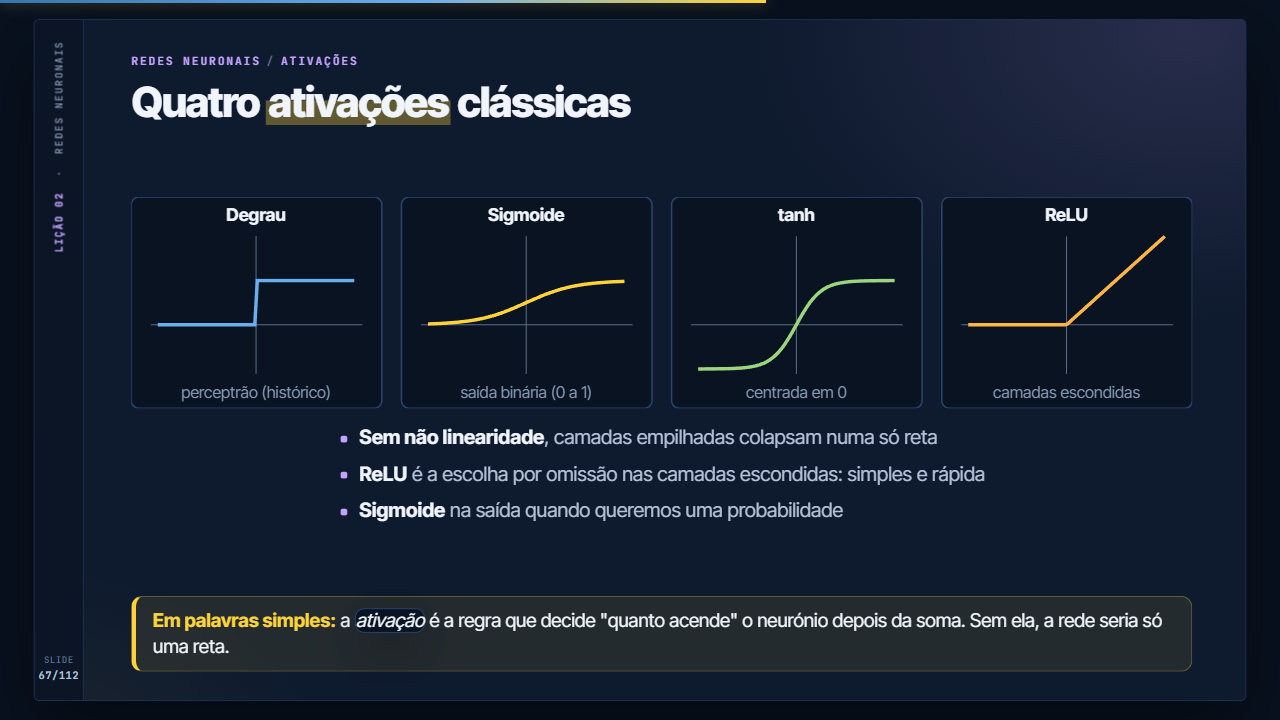 REDES NEURONAIS / ATIVAÇÕES
Quatro ativações clássicas
LIÇÃO 02 · REDES NEURONAIS
Degrau
perceptrão (histórico)
Sigmoide
saída binária (0 a 1)
tanh
centrada em 0
ReLU
camadas escondidas
Sem não linearidade, camadas empilhadas colapsam numa só reta
ReLU é a escolha por omissão nas camadas escondidas: simples e rápida
Sigmoide na saída quando queremos uma probabilidade
Em palavras simples: a ativação é a regra que decide "quanto acende" o neurónio depois da soma. Sem ela, a rede seria só
uma reta.
SLIDE
67/112